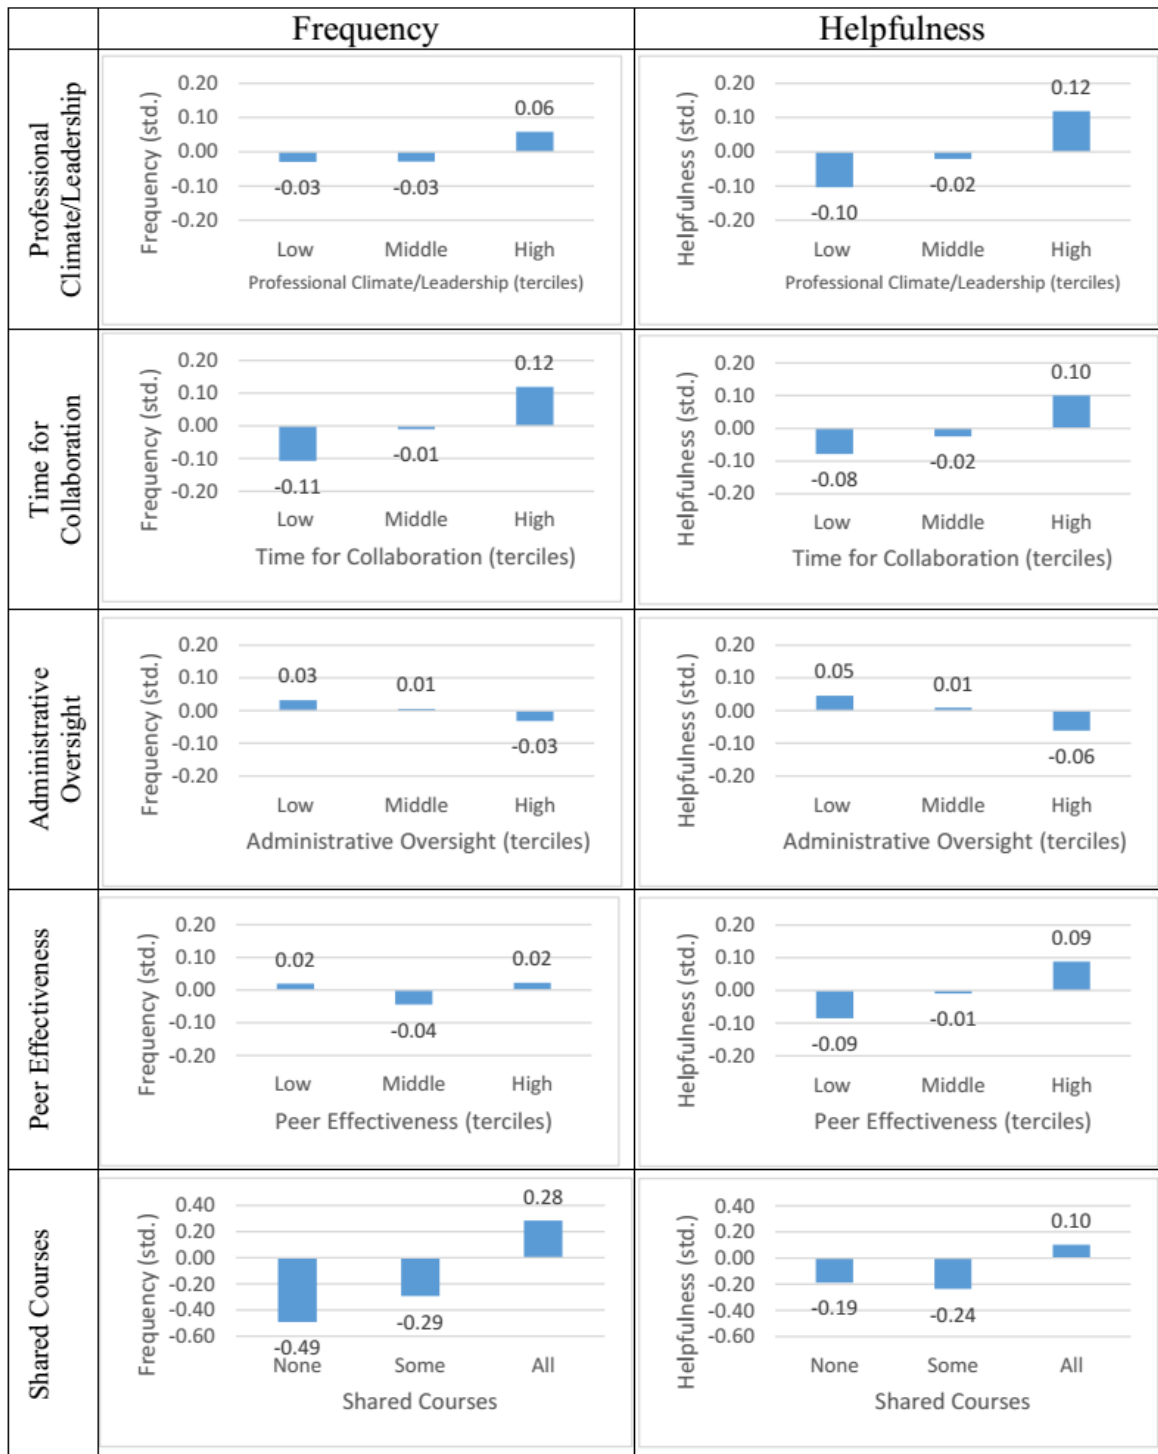 Frequency
Helpfulness
Professional
Climate/Leadership
Frequency (std.)
0.20
0.10
0.00
-0.10
-0.20
-0.03
-0.03
0.06
Low
Middle
High
Professional Climate/Leadership (terciles)
Helpfulness (std.)
0.20
0.10
0.00
-0.10
-0.20
-0.10
-0.02
0.12
Low
Middle
High
Professional Climate/Leadership (terciles)
Time for
Collaboration
Frequency (std.)
0.20
0.10
0.00
-0.10
-0.20
-0.11
-0.01
0.12
Low
Middle
High
Time for Collaboration (terciles)
Helpfulness (std.)
0.20
0.10
0.00
-0.10
-0.20
-0.08
-0.02
0.10
Low
Middle
High
Time for Collaboration (terciles)
Administrative
Oversight
Frequency (std.)
0.20
0.10
0.00
-0.10
-0.20
0.03
0.01
-0.03
Low
Middle
High
Administrative Oversight (terciles)
Helpfulness (std.)
0.20
0.10
0.00
-0.10
-0.20
0.05
0.01
-0.06
Low
Middle
High
Administrative Oversight (terciles)
Peer Effectiveness
Frequency (std.)
0.20
0.10
0.00
-0.10
-0.20
0.02
-0.04
0.02
Low
Middle
High
Peer Effectiveness (terciles)
Helpfulness (std.)
0.20
0.10
0.00
-0.10
-0.20
-0.09
-0.01
0.09
Low
Middle
High
Peer Effectiveness (terciles)
Shared Courses
Frequency (std.)
0.40
0.20
0.00
-0.20
-0.40
-0.60
-0.49
-0.29
0.28
None
Some
All
Shared Courses
Helpfulness (std.)
0.40
0.20
0.00
-0.20
-0.40
-0.60
-0.19
-0.24
0.10
None
Some
All
Shared Courses